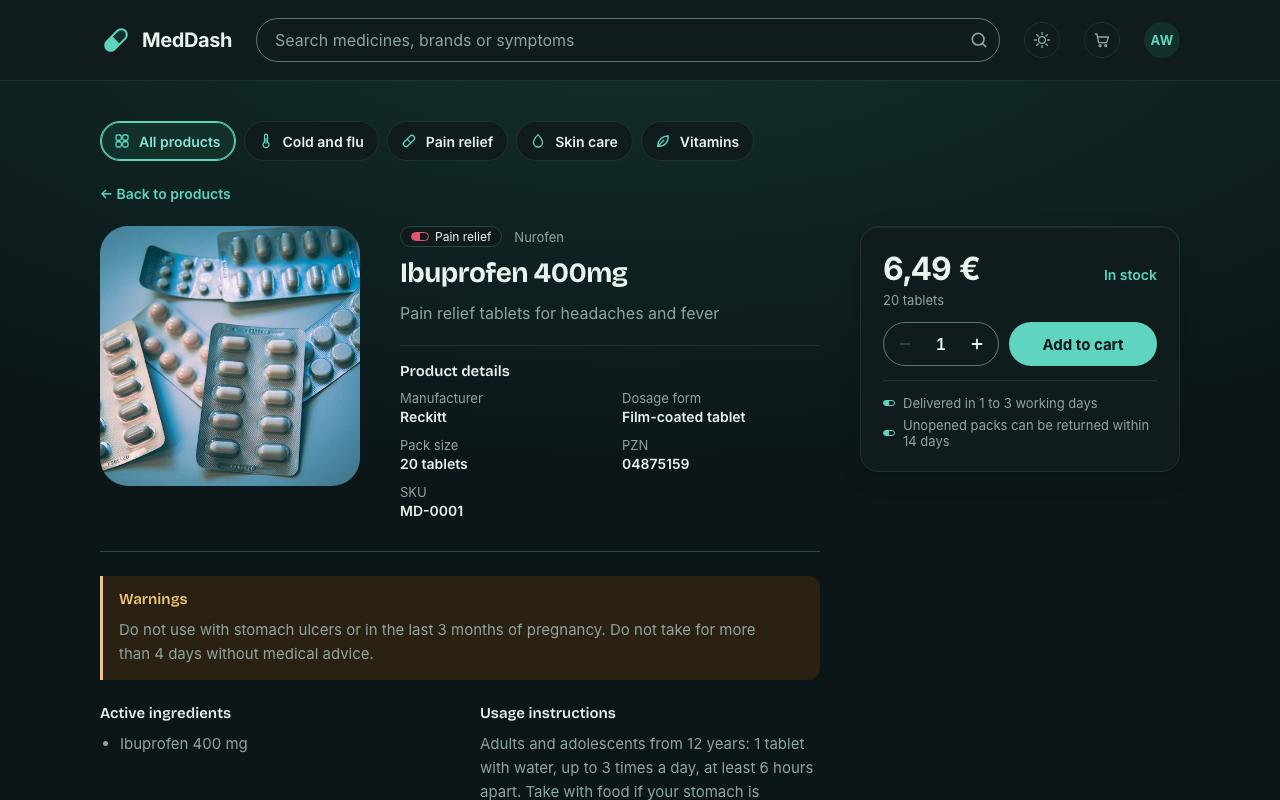 MedDash
Search medicines, brands or symptoms
AW
All products
Cold and flu
Pain relief
Skin care
Vitamins
← Back to products
Pain relief
Nurofen
Ibuprofen 400mg
Pain relief tablets for headaches and fever
Product details
Manufacturer
Reckitt
Dosage form
Film-coated tablet
Pack size
20 tablets
PZN
04875159
SKU
MD-0001
6,49 €
In stock
20 tablets
− 1 +
Add to cart
Delivered in 1 to 3 working days
Unopened packs can be returned within
14 days
Warnings
Do not use with stomach ulcers or in the last 3 months of pregnancy. Do not take for more
than 4 days without medical advice.
Active ingredients
• Ibuprofen 400 mg
Usage instructions
Adults and adolescents from 12 years: 1 tablet
with water, up to 3 times a day, at least 6 hours
apart. Take with food if your stomach is